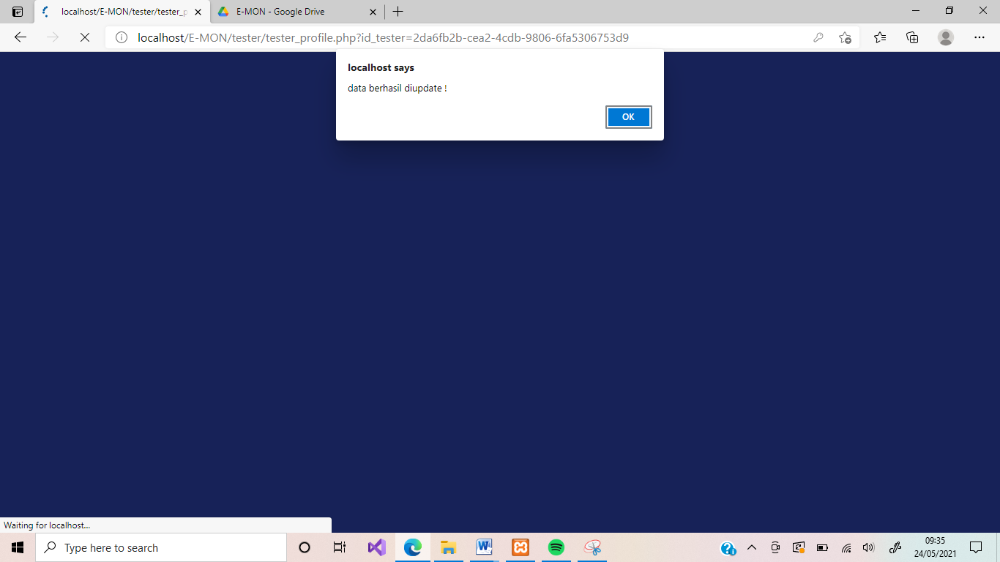 localhost/E-MON/tester/tester_p
E-MON - Google Drive
localhost/E-MON/tester/tester_profile.php?id_tester=2da6fb2b-cea2-4cdb-9806-6fa5306753d9
localhost says
data berhasil diupdate !
OK
Waiting for localhost...
Type here to search
09:35
24/05/2021